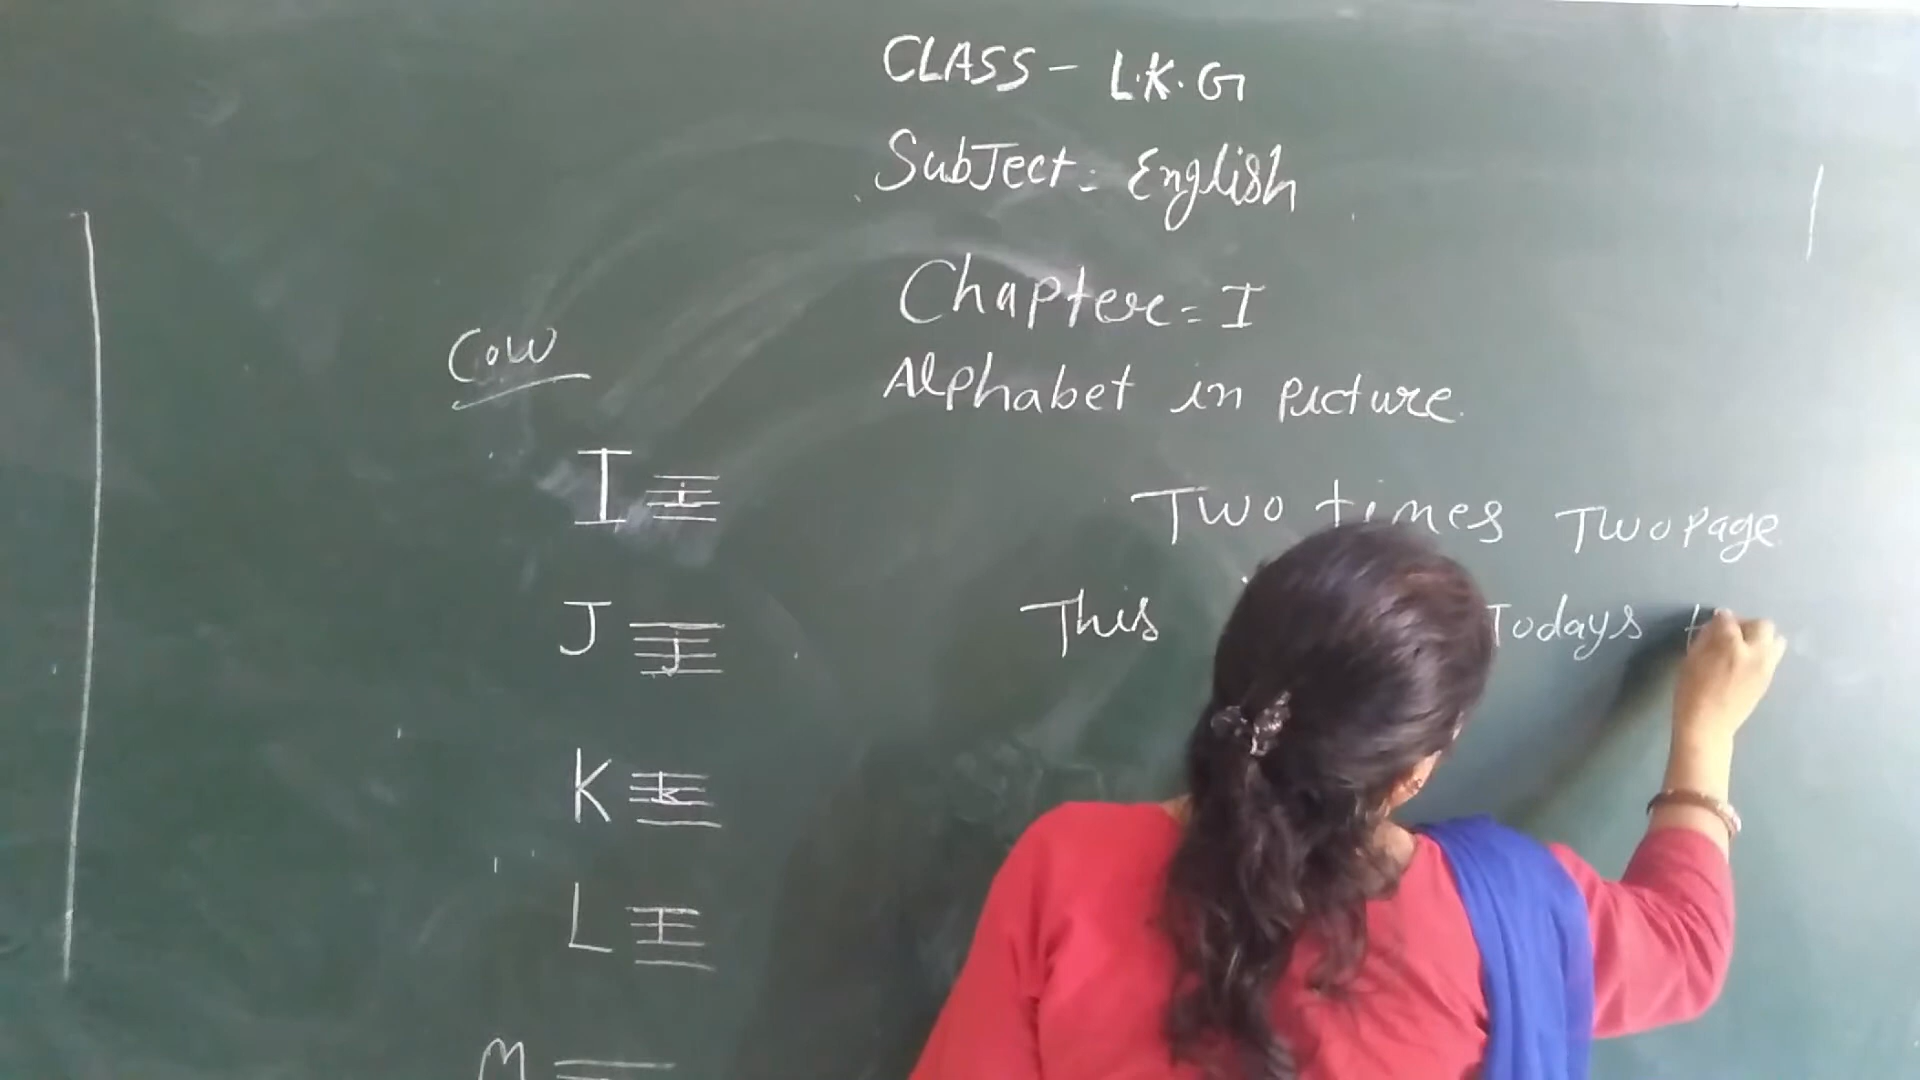 CLASS - L.K.G
SubJect = English
Chapter = I
Alphabet in picture.
Cow
I i
J j
K k
L l
M
Two times Two page
This Todays